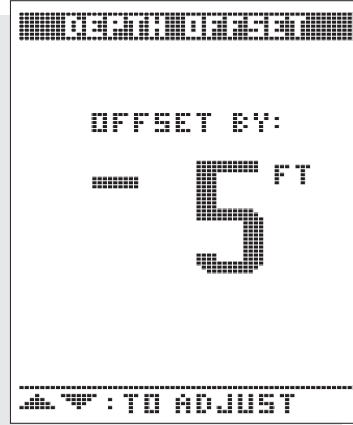 DEPTH OFFSET
OFFSET BY:
- 5 FT
▲ ▼ : TO ADJUST